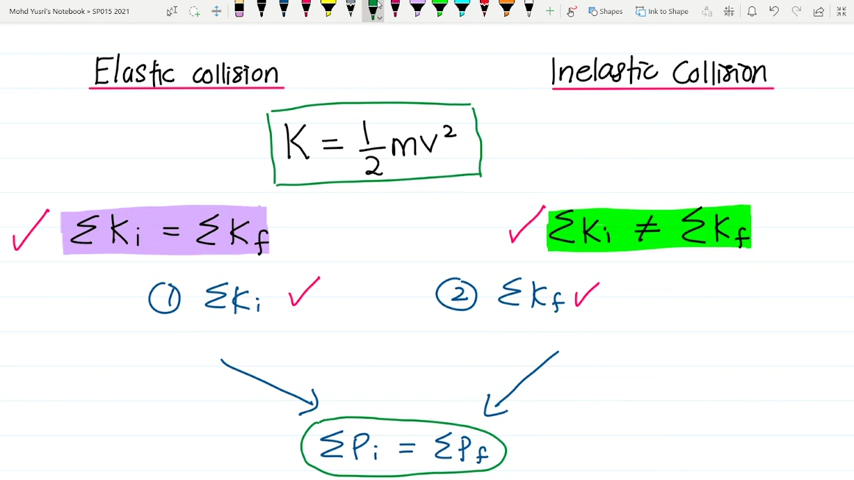 Mohd Yusri's Notebook » SP015 2021
Shapes
Ink to Shape
Elastic collision
Inelastic Collision
K = 1/2 mv²
ΣKi = ΣKf
ΣKi ≠ ΣKf
① ΣKi
② ΣKf
ΣPi = ΣPf